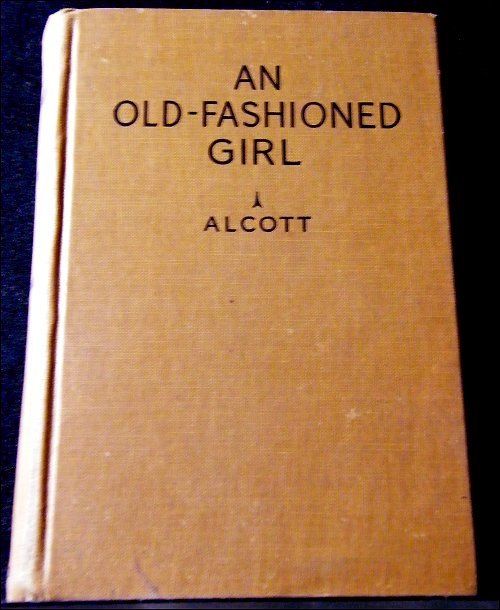 AN
OLD-FASHIONED
GIRL
ALCOTT